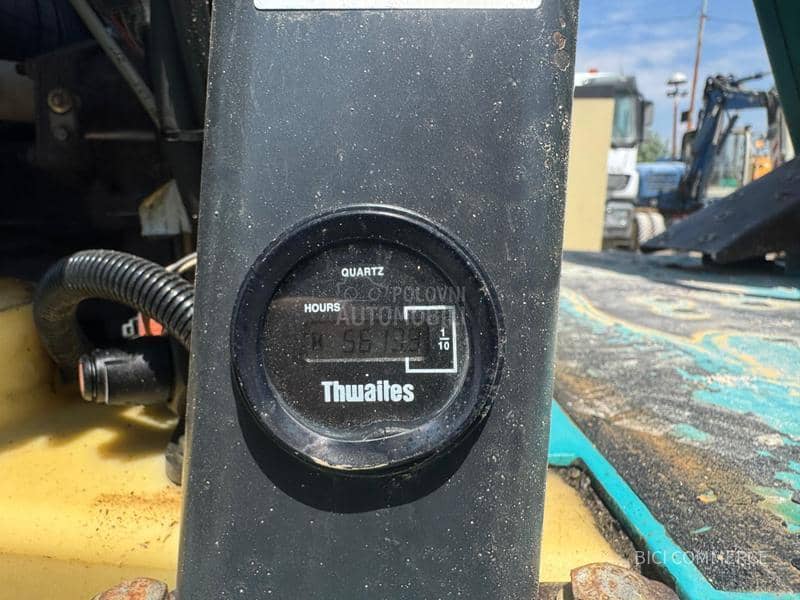 QUARTZ
HOURS
POLOVNI
AUTOMOBILI
1
10
Thwaites
BICI COMMERCE